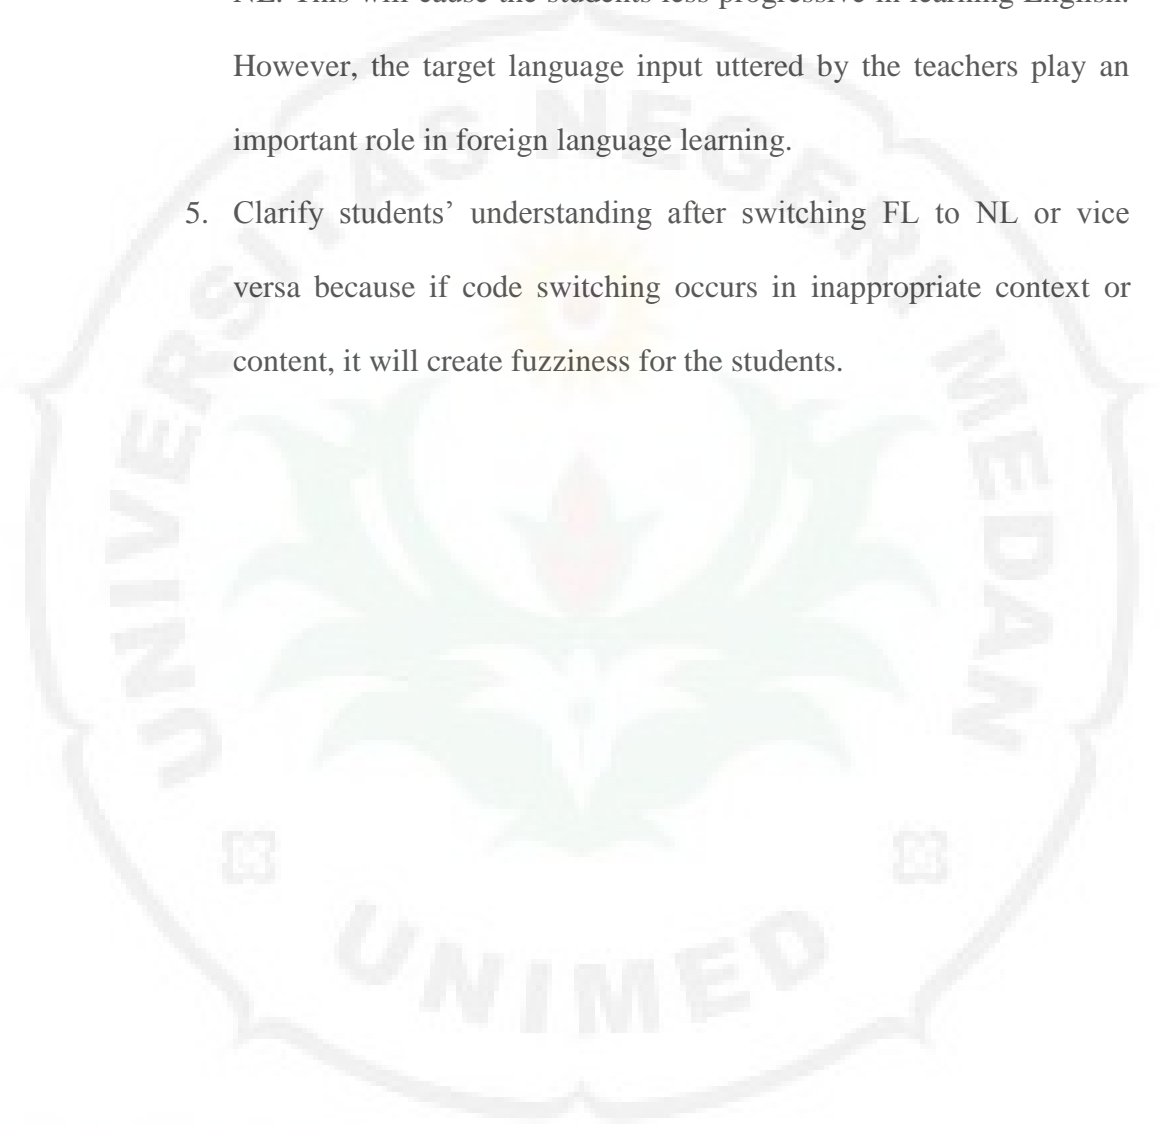 NL. This will cause the students less progressive in learning English.
However, the target language input uttered by the teachers play an
important role in foreign language learning.
5. Clarify students’ understanding after switching FL to NL or vice
versa because if code switching occurs in inappropriate context or
content, it will create fuzziness for the students.
UNIVERSITAS NEGERI MEDAN
UNIMED